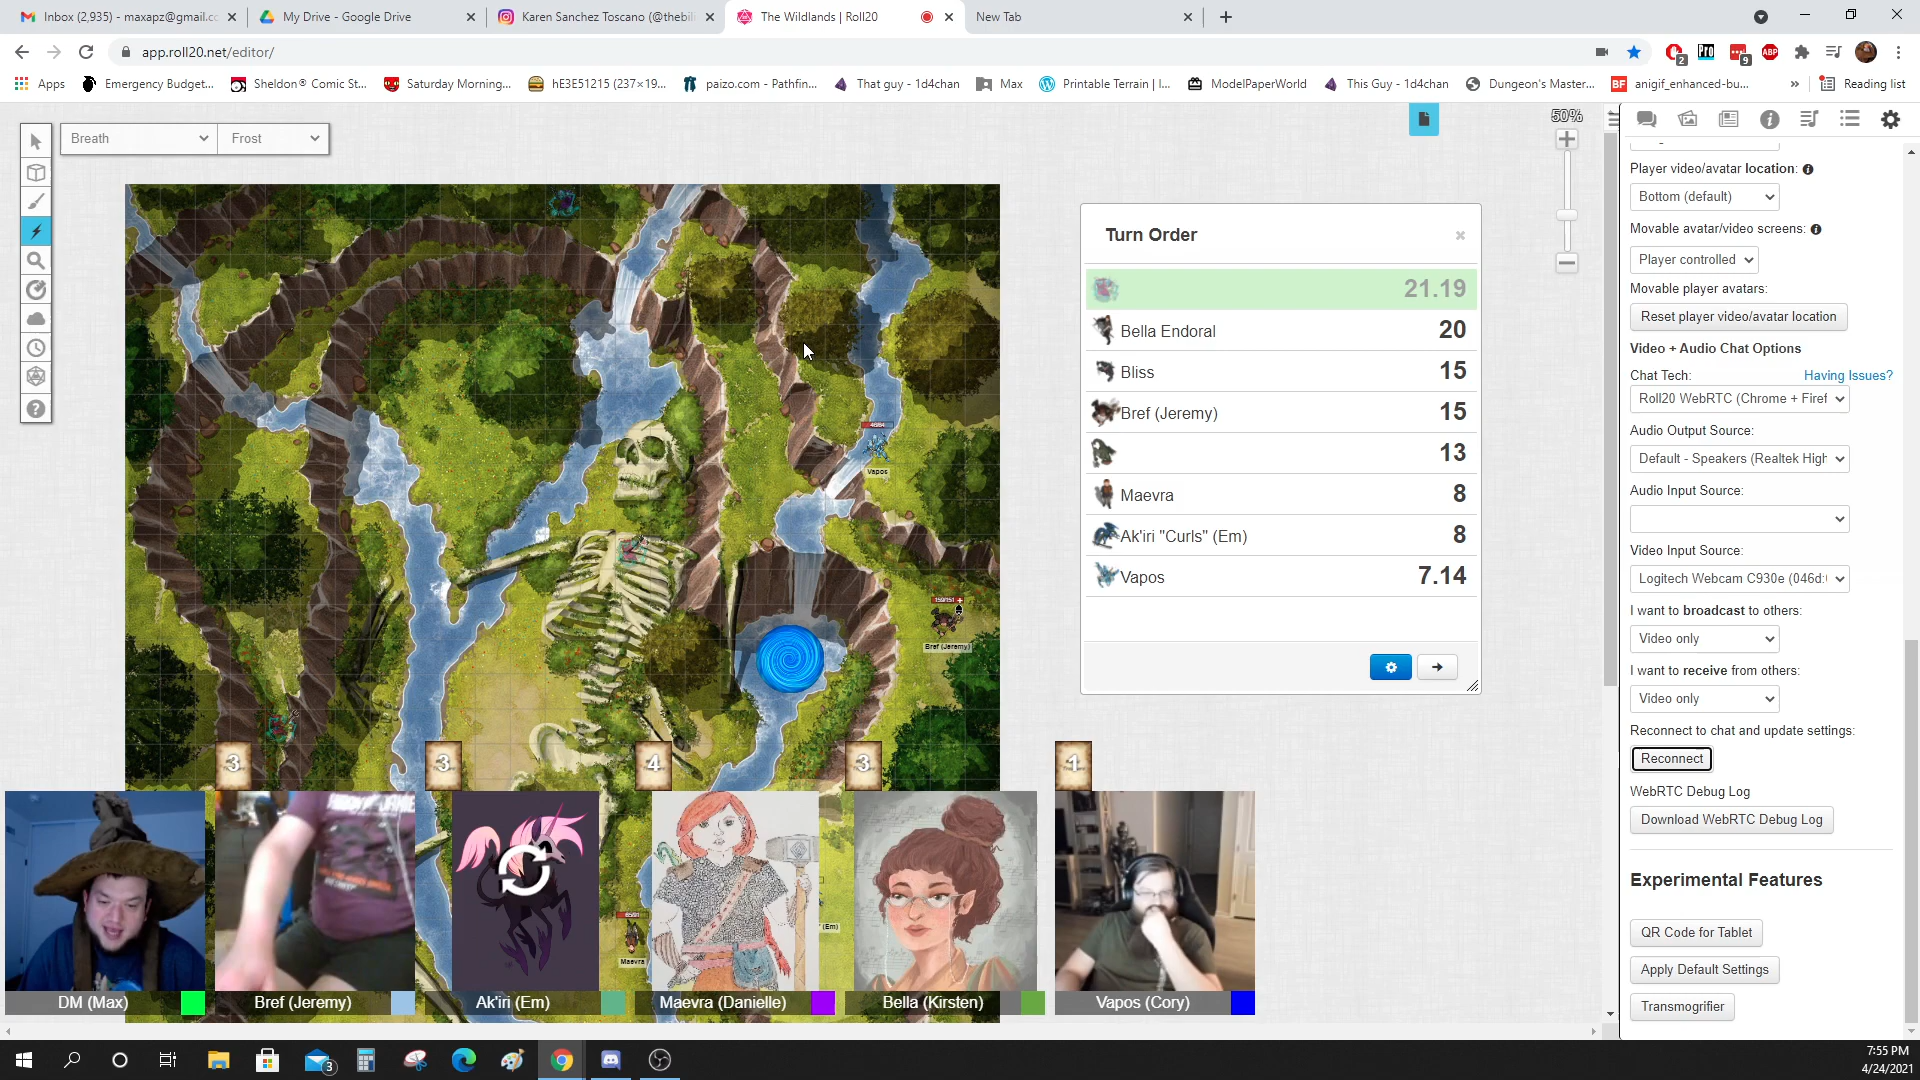 Inbox (2,935) - maxapz@gmail.cc
My Drive - Google Drive
Karen Sanchez Toscano (@thebil
The Wildlands | Roll20
New Tab
app.roll20.net/editor/
Apps
Emergency Budget...
Sheldon® Comic St...
Saturday Morning...
hE3E51215 (237×19...
paizo.com - Pathfin...
That guy - 1d4chan
Max
Printable Terrain | I...
ModelPaperWorld
This Guy - 1d4chan
Dungeon's Master...
anigif_enhanced-bu...
»
Reading list
Breath
Frost
50%
Turn Order
21.19
Bella Endoral 20
Bliss 15
Bref (Jeremy) 15
13
Maevra 8
Ak'iri "Curls" (Em) 8
Vapos 7.14
Vapos
Bref (Jeremy)
Maevra
(Em)
3
3
4
3
1
DM (Max)
Bref (Jeremy)
Ak'iri (Em)
Maevra (Danielle)
Bella (Kirsten)
Vapos (Cory)
Player video/avatar location:
Bottom (default)
Movable avatar/video screens:
Player controlled
Movable player avatars:
Reset player video/avatar location
Video + Audio Chat Options
Chat Tech:
Having Issues?
Roll20 WebRTC (Chrome + Firef
Audio Output Source:
Default - Speakers (Realtek High
Audio Input Source:
Video Input Source:
Logitech Webcam C930e (046d:
I want to broadcast to others:
Video only
I want to receive from others:
Video only
Reconnect to chat and update settings:
Reconnect
WebRTC Debug Log
Download WebRTC Debug Log
Experimental Features
QR Code for Tablet
Apply Default Settings
Transmogrifier
7:55 PM
4/24/2021